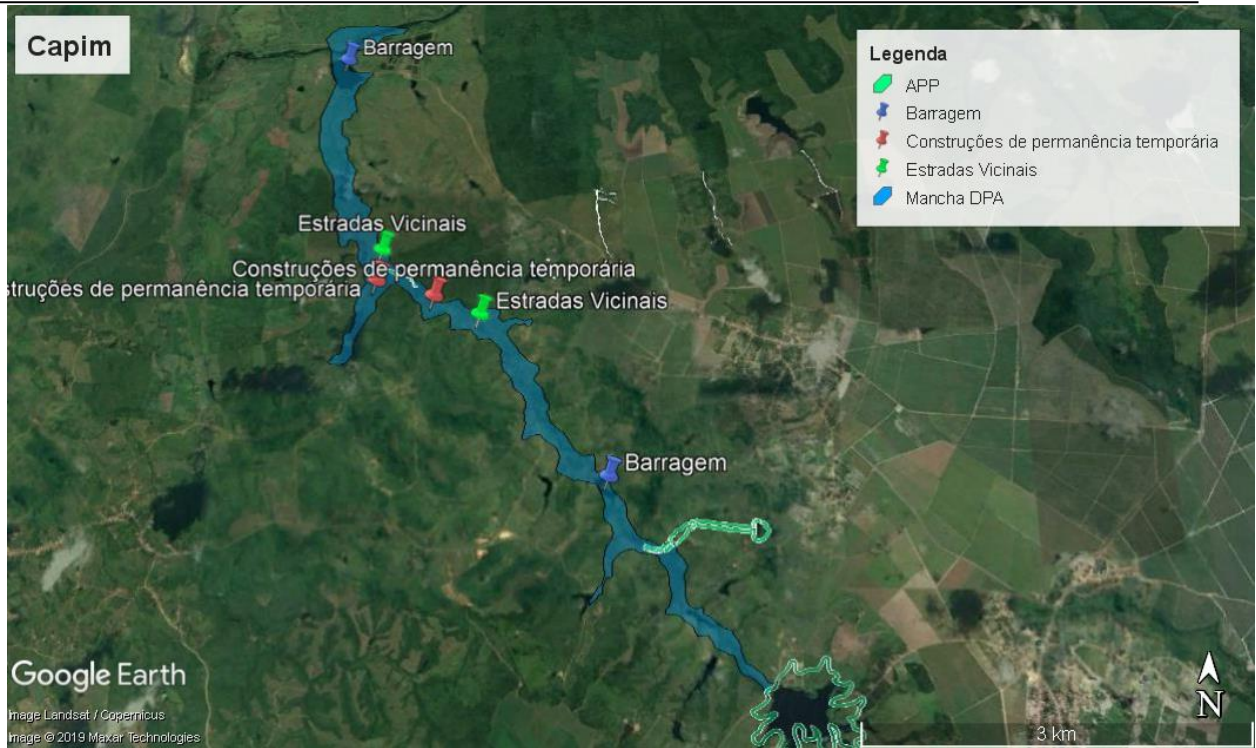 Capim
Barragem
Legenda
APP
Barragem
Construções de permanência temporária
Estradas Vicinais
Mancha DPA
Estradas Vicinais
Construções de permanência temporária
struções de permanência temporária
Estradas Vicinais
Barragem
Google Earth
Image Landsat / Copernicus
Image © 2019 Maxar Technologies
N
3 km